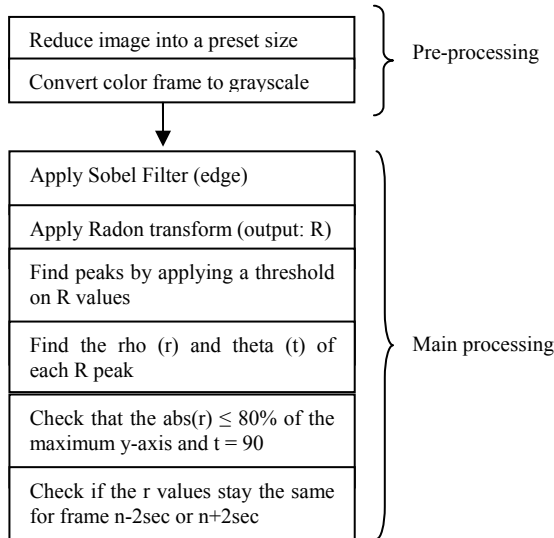 Reduce image into a preset size
Convert color frame to grayscale
Pre-processing
Apply Sobel Filter (edge)
Apply Radon transform (output: R)
Find peaks by applying a threshold
on R values
Find the rho (r) and theta (t) of
each R peak
Check that the abs(r) ≤ 80% of the
maximum y-axis and t = 90
Check if the r values stay the same
for frame n-2sec or n+2sec
Main processing